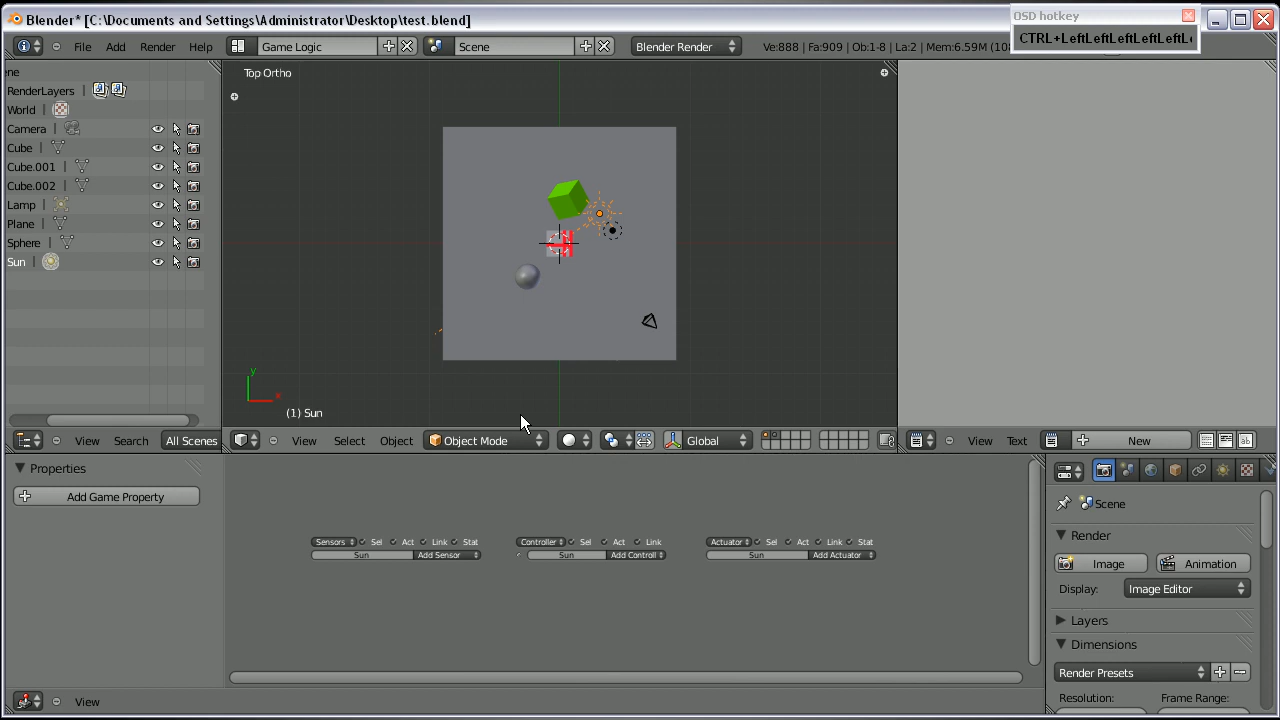 Blender* [C:\Documents and Settings\Administrator\Desktop\test.blend]
OSD hotkey
CTRL+LeftLeftLeftLeftLeftL
File Add Render Help Game Logic Scene Blender Render Ve:888 | Fa:909 | Ob:1-8 | La:2 | Mem:6.59M (10
ne
RenderLayers |
World |
Camera |
Cube |
Cube.001 |
Cube.002 |
Lamp |
Plane |
Sphere |
Sun |
Top Ortho
y
x
(1) Sun
View Search All Scenes
View Select Object Object Mode Global
View Text New
Properties
Add Game Property
Sensors Sel Act Link Stat
Sun Add Sensor
Controller Sel Act Link
Sun Add Controll
Actuator Sel Act Link Stat
Sun Add Actuator
Scene
Render
Image Animation
Display: Image Editor
Layers
Dimensions
Render Presets
Resolution: Frame Range:
View